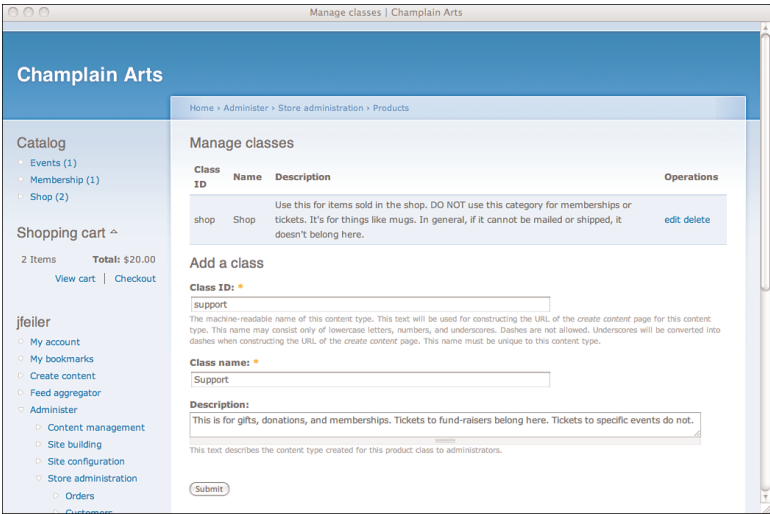 Manage classes | Champlain Arts
Champlain Arts
Home › Administer › Store administration › Products
Catalog
Events (1)
Membership (1)
Shop (2)
Shopping cart
2 Items Total: $20.00
View cart | Checkout
jfeiler
My account
My bookmarks
Create content
Feed aggregator
Administer
Content management
Site building
Site configuration
Store administration
Orders
Customers
Manage classes
Class ID Name Description Operations
shop Shop Use this for items sold in the shop. DO NOT use this category for memberships or
tickets. It's for things like mugs. In general, if it cannot be mailed or shipped, it
doesn't belong here.
edit delete
Add a class
Class ID: *
support
The machine-readable name of this content type. This text will be used for constructing the URL of the create content page for this content
type. This name may consist only of lowercase letters, numbers, and underscores. Dashes are not allowed. Underscores will be converted into
dashes when constructing the URL of the create content page. This name must be unique to this content type.
Class name: *
Support
Description:
This is for gifts, donations, and memberships. Tickets to fund-raisers belong here. Tickets to specific events do not.
This text describes the content type created for this product class to administrators.
Submit